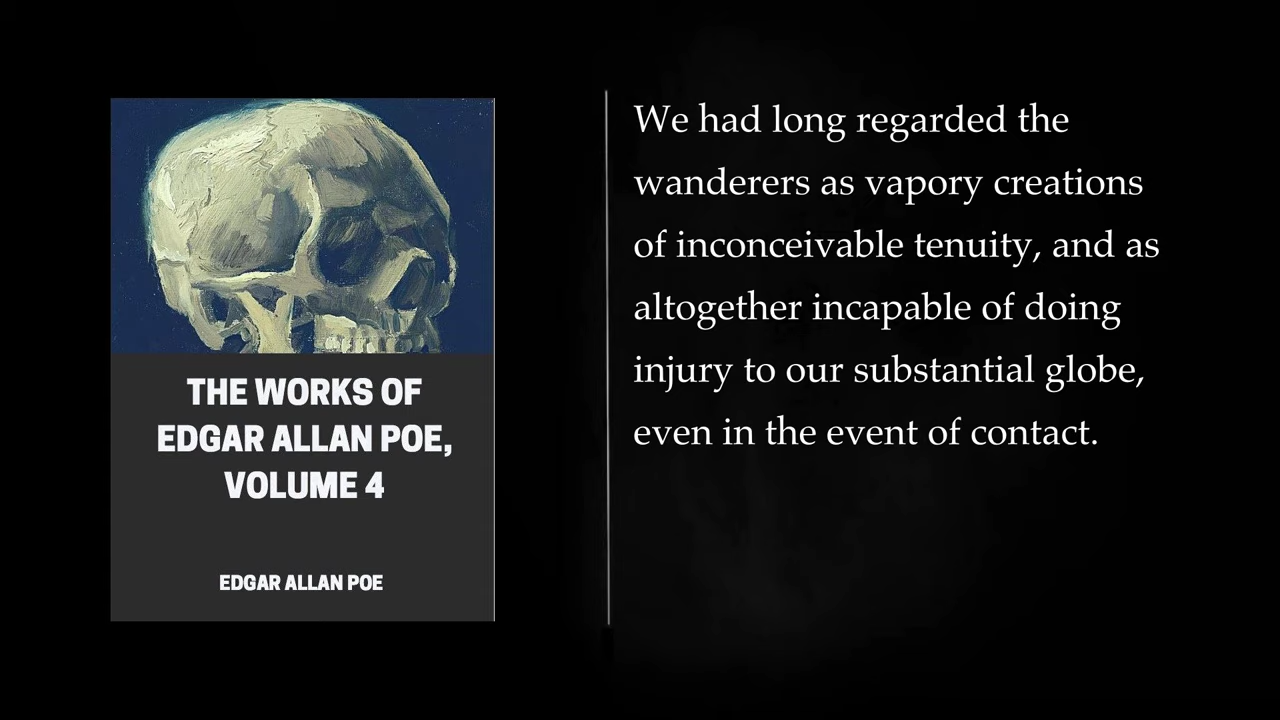 THE WORKS OF
EDGAR ALLAN POE,
VOLUME 4
EDGAR ALLAN POE
We had long regarded the
wanderers as vapory creations
of inconceivable tenuity, and as
altogether incapable of doing
injury to our substantial globe,
even in the event of contact.